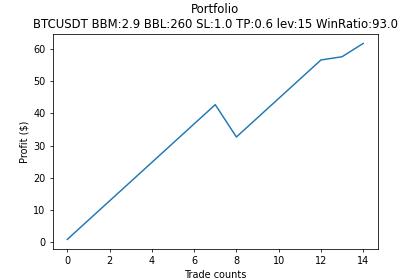 Portfolio
BTCUSDT BBM:2.9 BBL:260 SL:1.0 TP:0.6 lev:15 WinRatio:93.0
60
50
40
30
20
10
0
Profit ($)
0 2 4 6 8 10 12 14
Trade counts